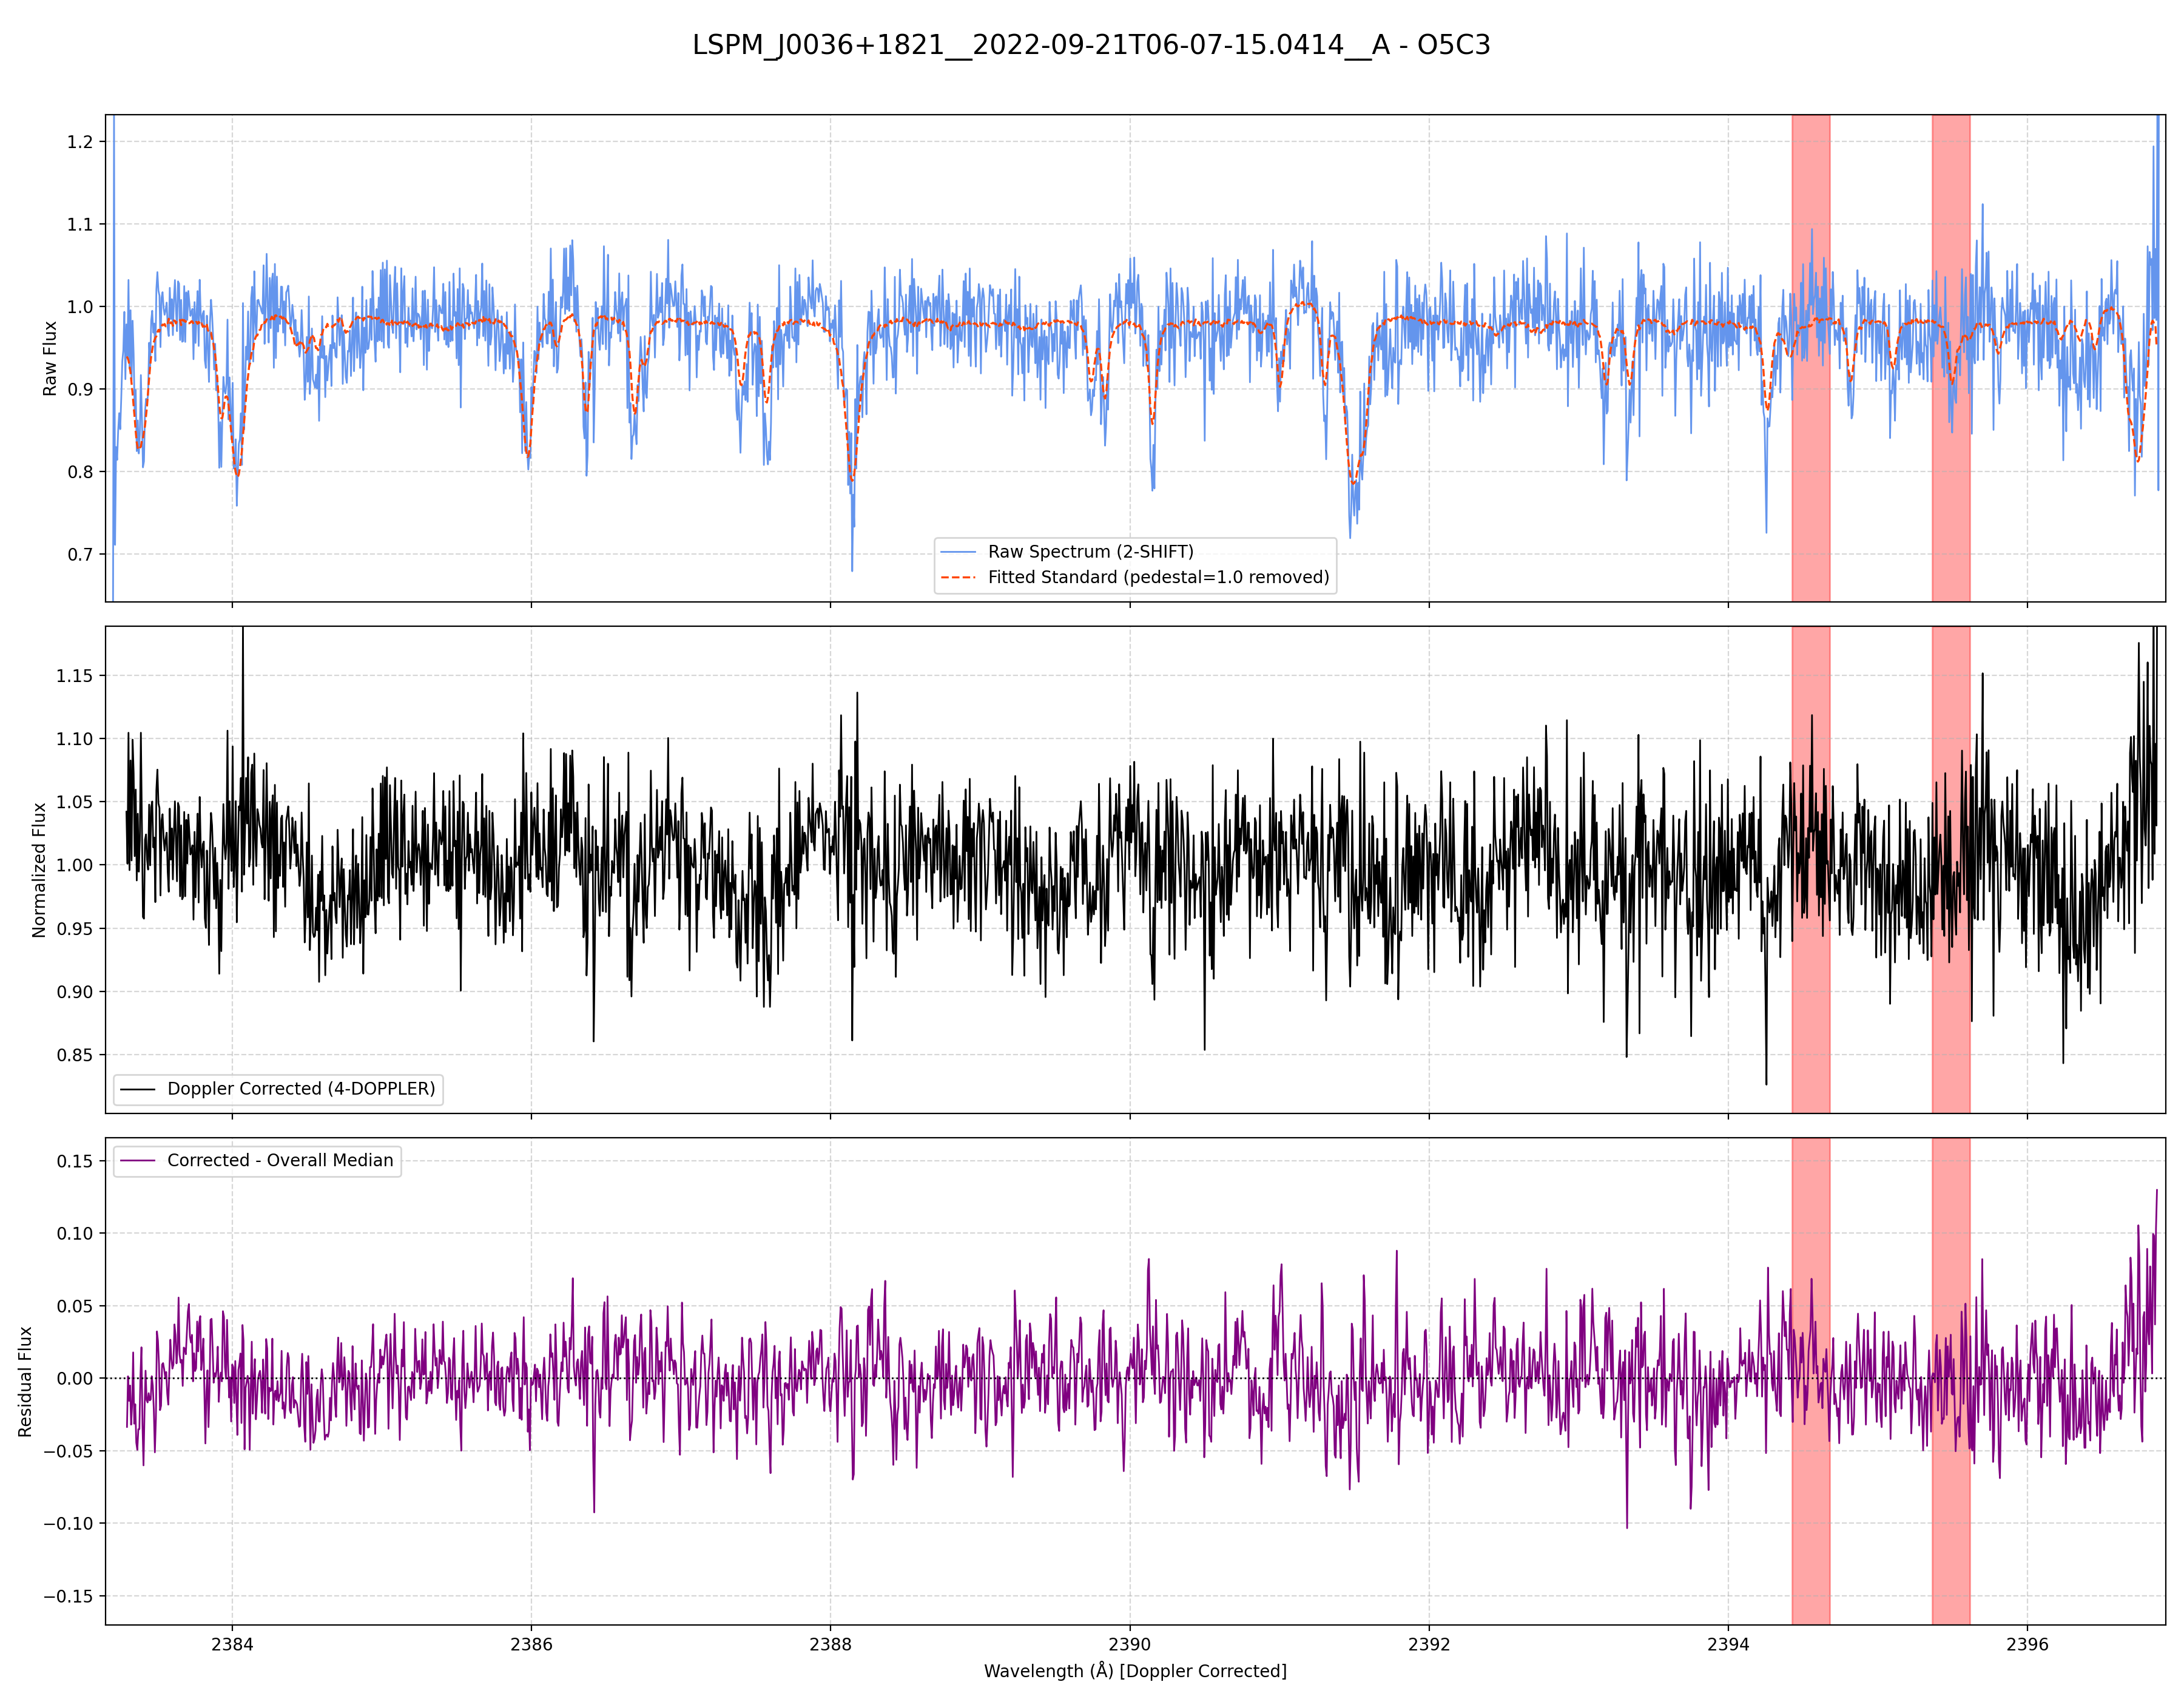 LSPM_J0036+1821__2022-09-21T06-07-15.0414__A - O5C3
1.2
1.1
1.0
0.9
0.8
0.7
Raw Flux
Raw Spectrum (2-SHIFT)
Fitted Standard (pedestal=1.0 removed)
1.15
1.10
1.05
1.00
0.95
0.90
0.85
Normalized Flux
Doppler Corrected (4-DOPPLER)
Corrected - Overall Median
0.15
0.10
0.05
0.00
−0.05
−0.10
−0.15
Residual Flux
2384 2386 2388 2390 2392 2394 2396
Wavelength (Å) [Doppler Corrected]